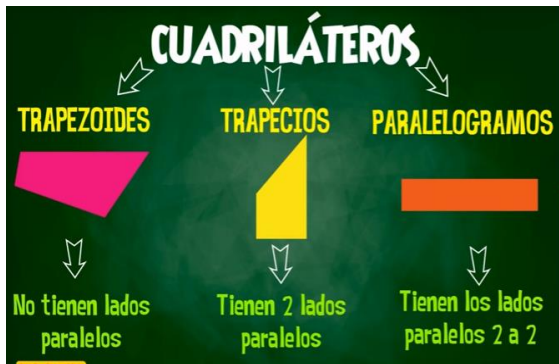 CUADRILÁTEROS
TRAPEZOIDES
TRAPECIOS
PARALELOGRAMOS
No tienen lados
paralelos
Tienen 2 lados
paralelos
Tienen los lados
paralelos 2 a 2